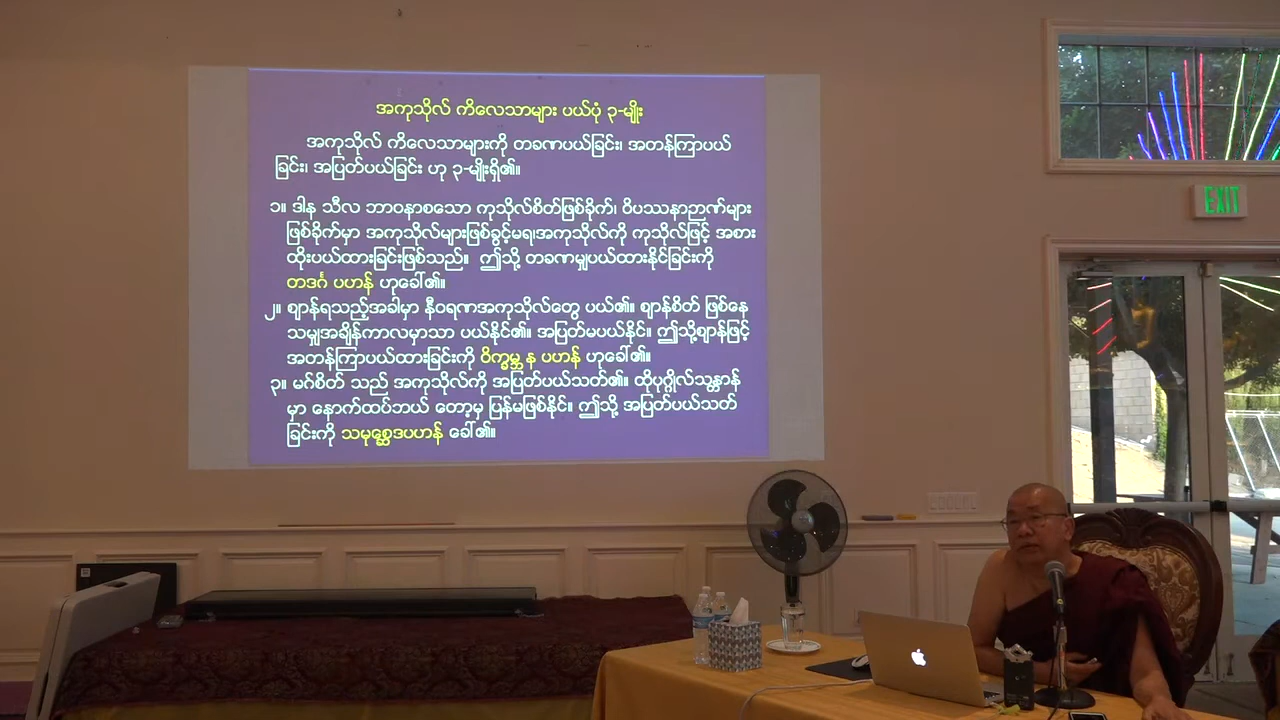 အကုသိုလ် ကိလေသာများ ပယ်ပုံ ၃-မျိုး
အကုသိုလ် ကိလေသာများကို တခဏပယ်ခြင်း၊ အတန်ကြာပယ်
ခြင်း၊ အပြတ်ပယ်ခြင်း ဟု ၃-မျိုးရှိ၏။
၁။ ဒါန သီလ ဘာဝနာစသော ကုသိုလ်စိတ်ဖြစ်ခိုက်၊ ဝိပဿနာဉာဏ်များ
ဖြစ်ခိုက်မှာ အကုသိုလ်များဖြစ်ခွင့်မရ၊အကုသိုလ်ကို ကုသိုလ်ဖြင့် အစား
ထိုးပယ်ထားခြင်းဖြစ်သည်။ ဤသို့ တခဏမျှပယ်ထားနိုင်ခြင်းကို
တဒင်္ဂ ပဟန် ဟုခေါ်၏။
၂။ ဈာန်ရသည့်အခါမှာ နီဝရဏအကုသိုလ်တွေ ပယ်၏။ ဈာန်စိတ် ဖြစ်နေ
သမျှအချိန်ကာလမှာသာ ပယ်နိုင်၏။ အပြတ်မပယ်နိုင်။ ဤသို့ဈာန်ဖြင့်
အတန်ကြာပယ်ထားခြင်းကို ဝိက္ခမ္ဘ န ပဟန် ဟုခေါ်၏။
၃။ မဂ်စိတ် သည် အကုသိုလ်ကို အပြတ်ပယ်သတ်၏။ ထိုပုဂ္ဂိုလ်သန္တာန်
မှာ နောက်ထပ်ဘယ် တော့မှ ပြန်မဖြစ်နိုင်။ ဤသို့ အပြတ်ပယ်သတ်
ခြင်းကို သမုစ္ဆေဒပဟန် ခေါ်၏။
EXIT